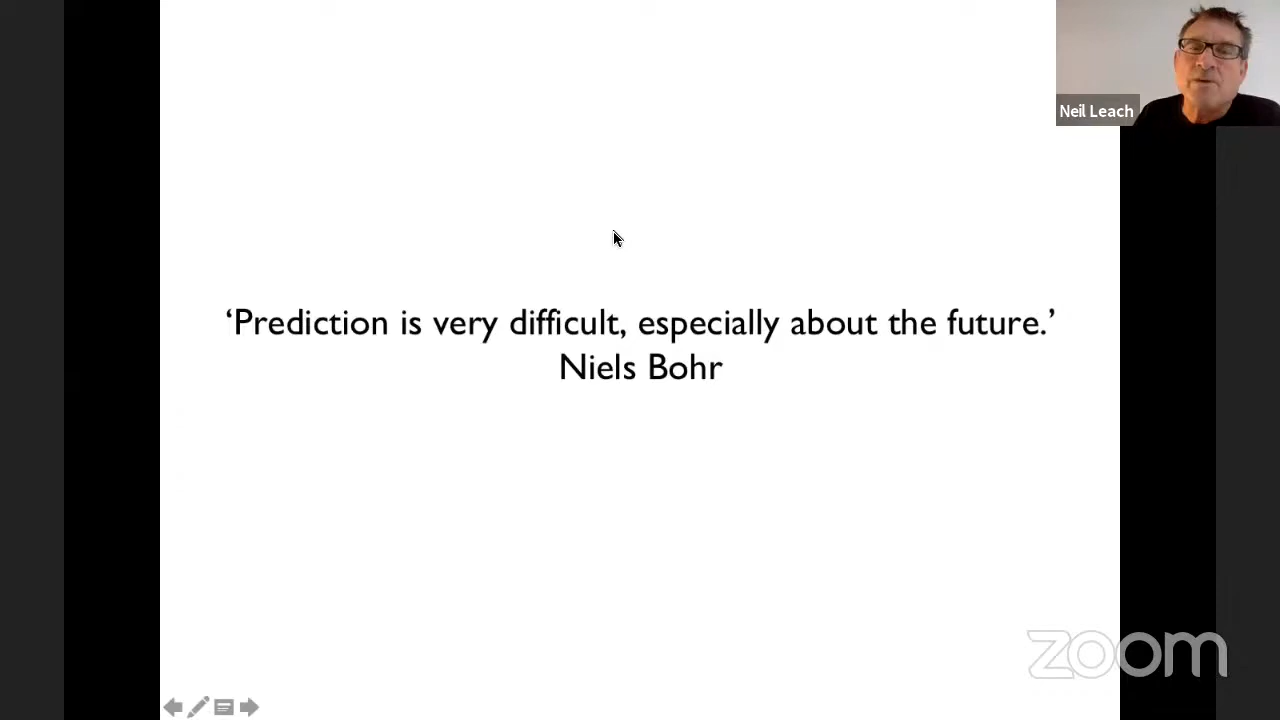 Neil Leach
‘Prediction is very difficult, especially about the future.’
Niels Bohr
zoom